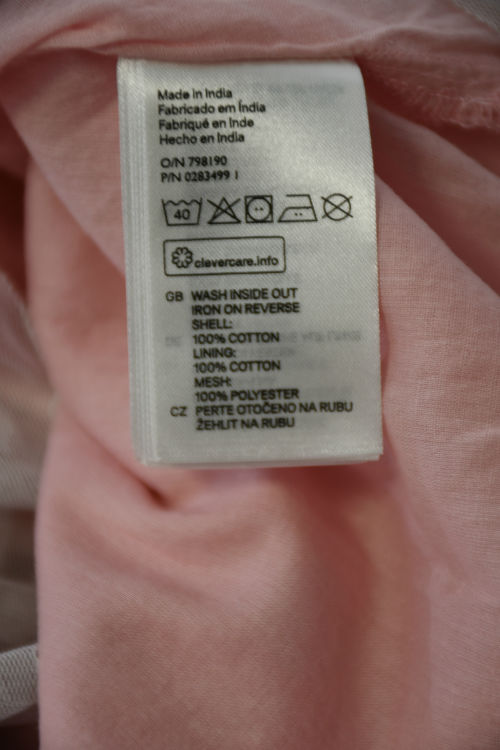 Made in India
Fabricado em Índia
Fabriqué en Inde
Hecho en India
O/N 798190
P/N 0283499 1
40
clevercare.info
GB WASH INSIDE OUT
IRON ON REVERSE
SHELL:
100% COTTON
LINING:
100% COTTON
MESH:
100% POLYESTER
CZ PERTE OTOČENO NA RUBU
ŽEHLIT NA RUBU